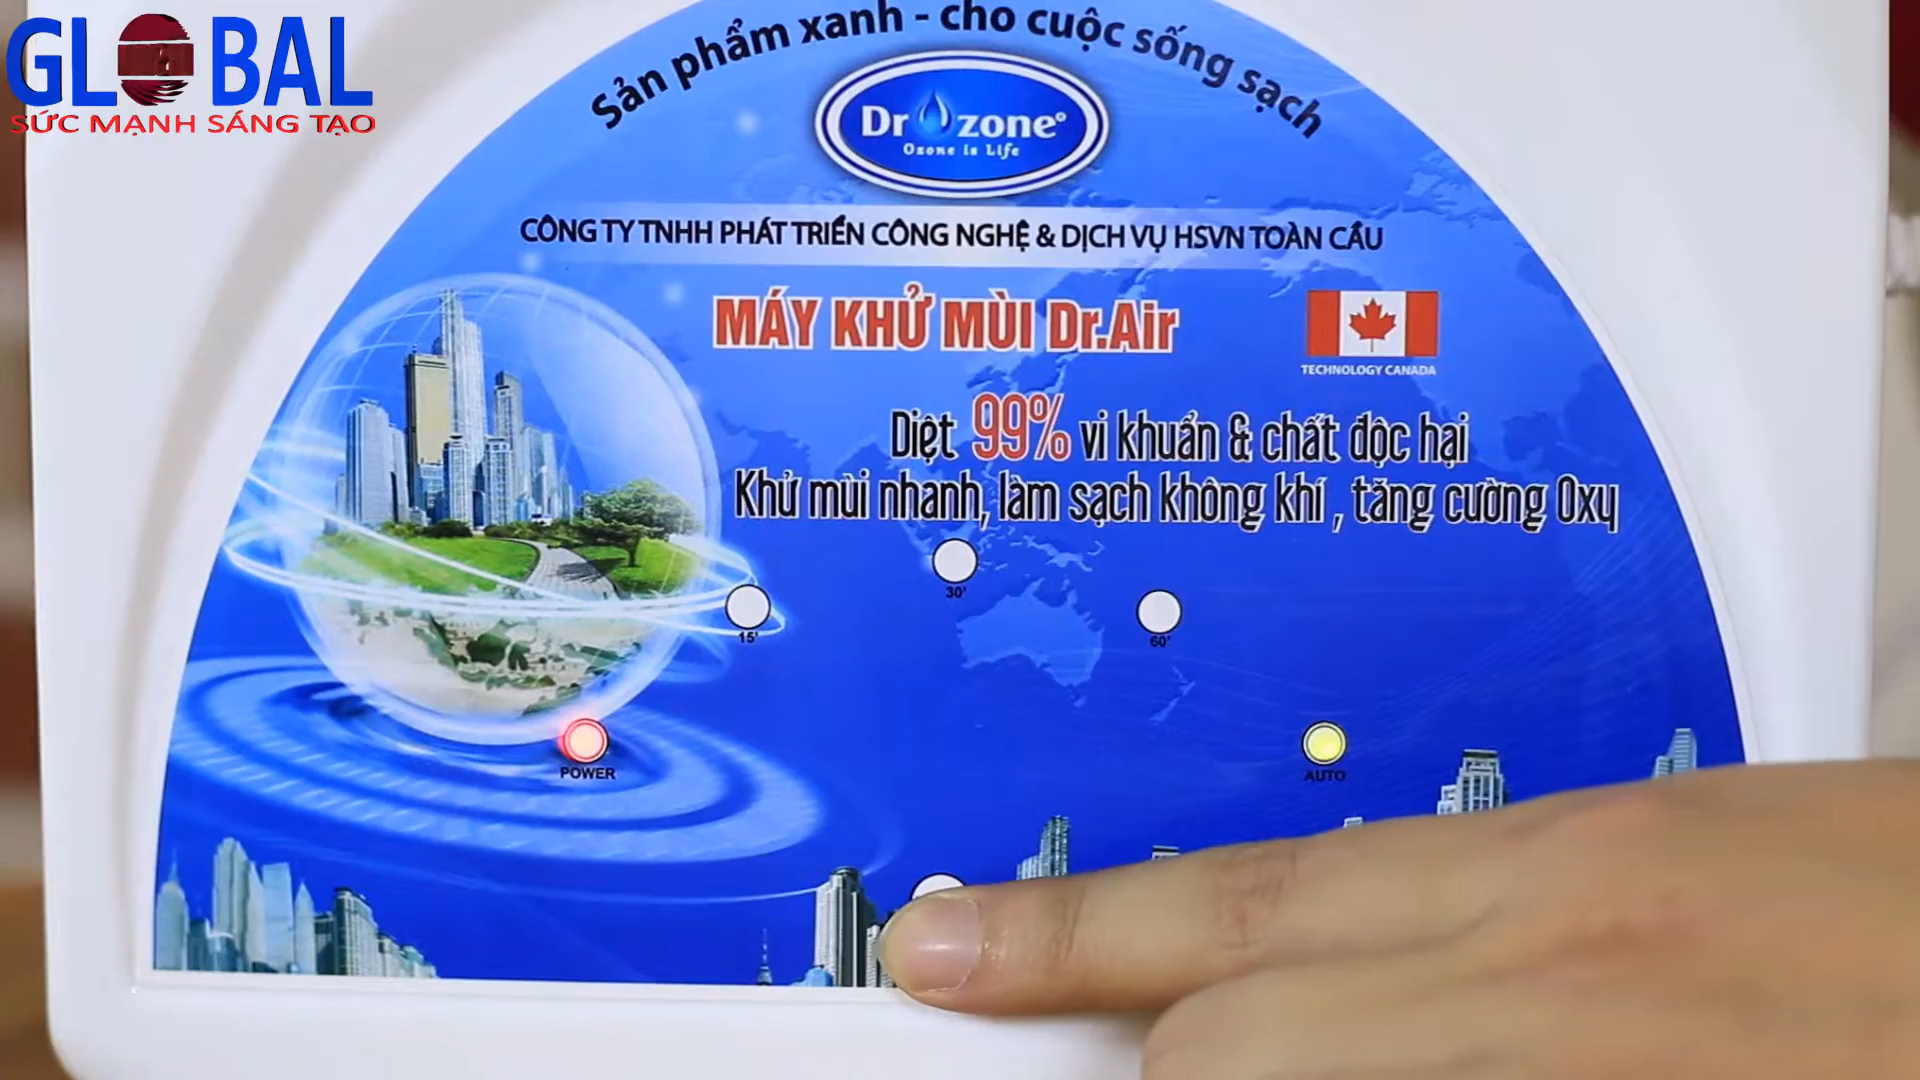 GLOBAL
SỨC MẠNH SÁNG TẠO
Sản phẩm xanh - cho cuộc sống sạch
Dr Ozone
Ozone is Life
CÔNG TY TNHH PHÁT TRIỂN CÔNG NGHỆ & DỊCH VỤ HSVN TOÀN CẦU
MÁY KHỬ MÙI Dr.Air
TECHNOLOGY CANADA
Diệt 99% vi khuẩn & chất độc hại
Khử mùi nhanh, làm sạch không khí , tăng cường Oxy
30'
15'
60'
POWER
AUTO